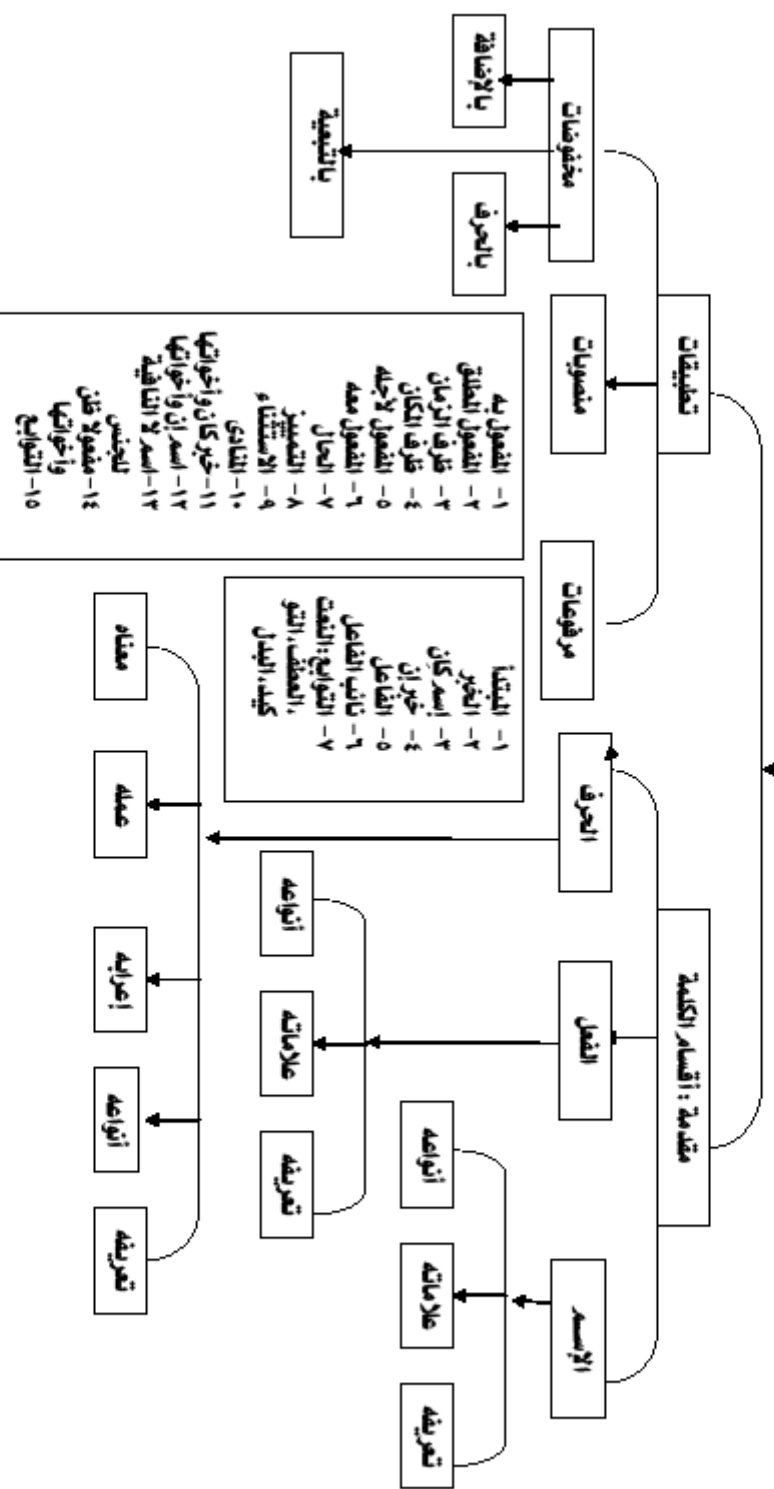 مقدمة : أقسام الكلمة
تطبيقات
الإسم
الفعل
الحرف
مرفوعات
منصوبات
مخفوضات
تعريفه
علاماته
أنواعه
تعريفه
علاماته
أنواعه
تعريفه
أنواعه
إعرابه
عمله
معناه
١- المبتدأ
٢- الخبر
٣- إسم كان
٤- خبر إن
٥- الفاعل
٦- نائب الفاعل
٧- التوابع:النعت
،العطف،التو
كيد،البدل
١- المفعول به
٢- المفعول المطلق
٣- ظرف الزمان
٤- ظرف المكان
٥- المفعول لأجله
٦- المفعول معه
٧- الحال
٨- التمييز
٩- الاستثناء
١٠- المنادى
١١-خبر كان وأخواتها
١٢-اسم إن وأخواتها
١٣-اسم لا النافية
للجنس
١٤-مفعولا ظن
وأخواتها
١٥-التوابع
بالحرف
بالإضافة
بالتبعية